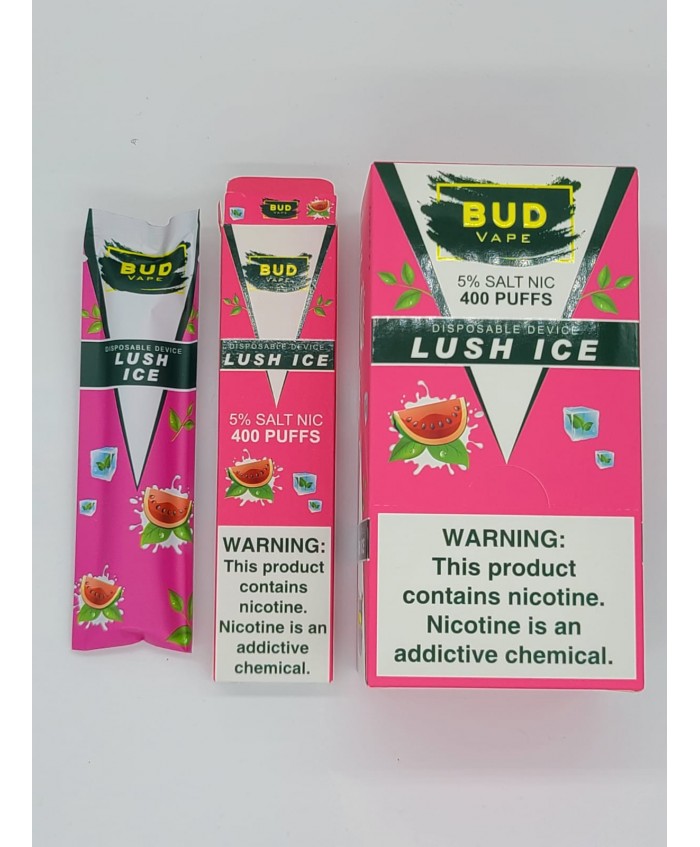 BUD
VAPE
DISPOSABLE DEVICE
LUSH
ICE
BUD
BUD
VAPE
DISPOSABLE DEVICE
LUSH ICE
5% SALT NIC
400 PUFFS
WARNING:
This product
contains
nicotine.
Nicotine is an
addictive
chemical.
BUD
VAPE
5% SALT NIC
400 PUFFS
DISPOSABLE DEVICE
LUSH ICE
WARNING:
This product
contains nicotine.
Nicotine is an
addictive chemical.